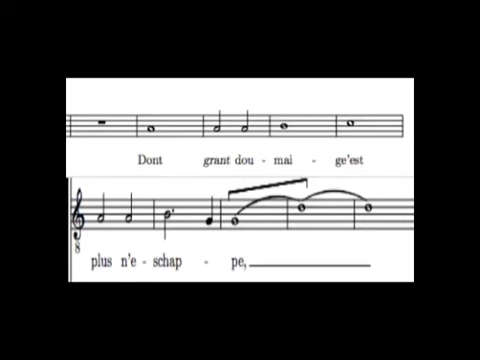 Dont grant dou - mai - ge'est
8
plus n'e - schap - pe,